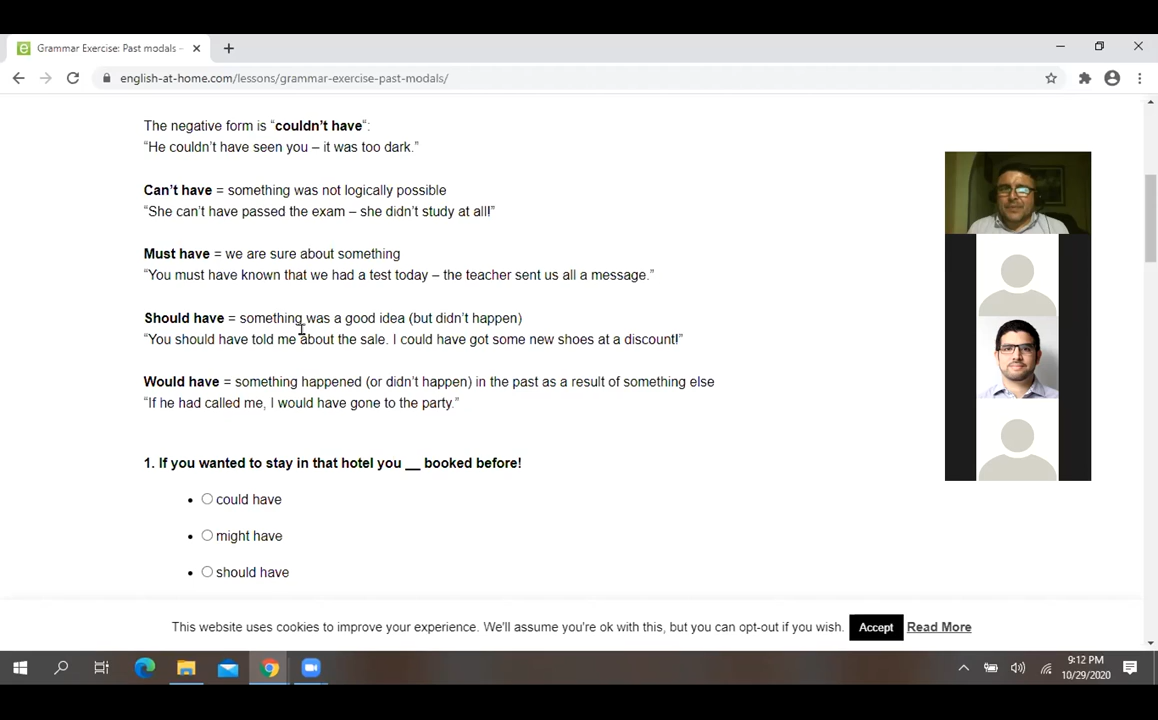 Grammar Exercise: Past modals –
english-at-home.com/lessons/grammar-exercise-past-modals/
The negative form is “couldn’t have“:
“He couldn’t have seen you – it was too dark.”
Can’t have = something was not logically possible
“She can’t have passed the exam – she didn’t study at all!”
Must have = we are sure about something
“You must have known that we had a test today – the teacher sent us all a message.”
Should have = something was a good idea (but didn’t happen)
“You should have told me about the sale. I could have got some new shoes at a discount!”
Would have = something happened (or didn’t happen) in the past as a result of something else
“If he had called me, I would have gone to the party.”
1. If you wanted to stay in that hotel you __ booked before!
could have
might have
should have
This website uses cookies to improve your experience. We'll assume you're ok with this, but you can opt-out if you wish. Accept Read More
9:12 PM
10/29/2020